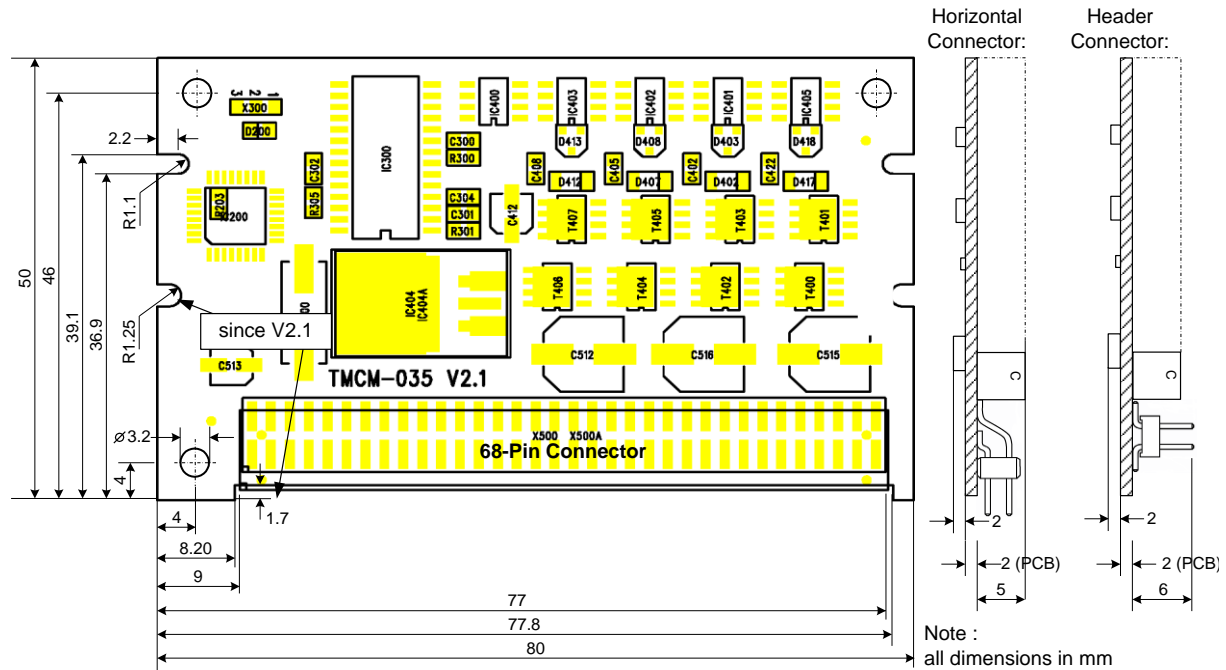 Horizontal
Connector:
Header
Connector:
1
2
3
X300
D200
C302
R305
IC300
C300
R300
C304
C301
R301
IC400
IC403
IC402
IC401
IC405
D413
D408
D403
D418
C408
C405
C402
C422
D412
D407
D402
D417
C412
T407
T405
T403
T401
R203
T406
T404
T402
T400
IC404
IC404A
since V2.1
C513
C512
C516
C515
TMCM-035 V2.1
X500 X500A
68-Pin Connector
2.2
R1.1
R1.25
50
46
39.1
36.9
ø3.2
4
4
8.20
9
1.7
77
77.8
80
C
2
2 (PCB)
5
C
2
2 (PCB)
6
Note :
all dimensions in mm